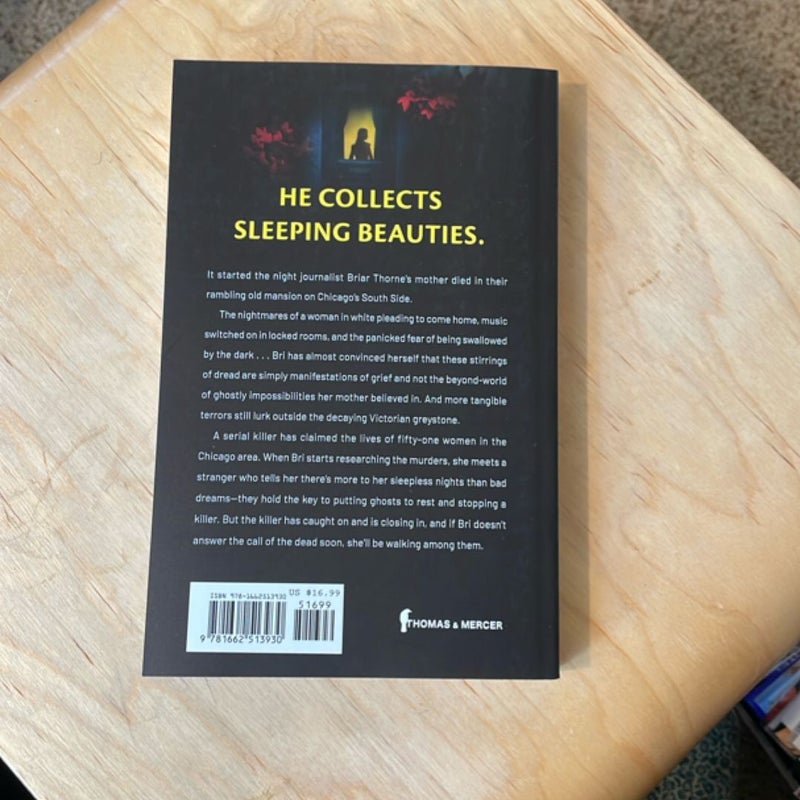 HE COLLECTS
SLEEPING BEAUTIES.
It started the night journalist Briar Thorne's mother died in their
rambling old mansion on Chicago's South Side.
The nightmares of a woman in white pleading to come home, music
switched on in locked rooms, and the panicked fear of being swallowed
by the dark . . . Bri has almost convinced herself that these stirrings
of dread are simply manifestations of grief and not the beyond-world
of ghostly impossibilities her mother believed in. And more tangible
terrors still lurk outside the decaying Victorian greystone.
A serial killer has claimed the lives of fifty-one women in the
Chicago area. When Bri starts researching the murders, she meets a
stranger who tells her there's more to her sleepless nights than bad
dreams—they hold the key to putting ghosts to rest and stopping a
killer. But the killer has caught on and is closing in, and if Bri doesn't
answer the call of the dead soon, she'll be walking among them.
ISBN 978-1662513930 US $16.99
51699
9 781662 513930
THOMAS & MERCER